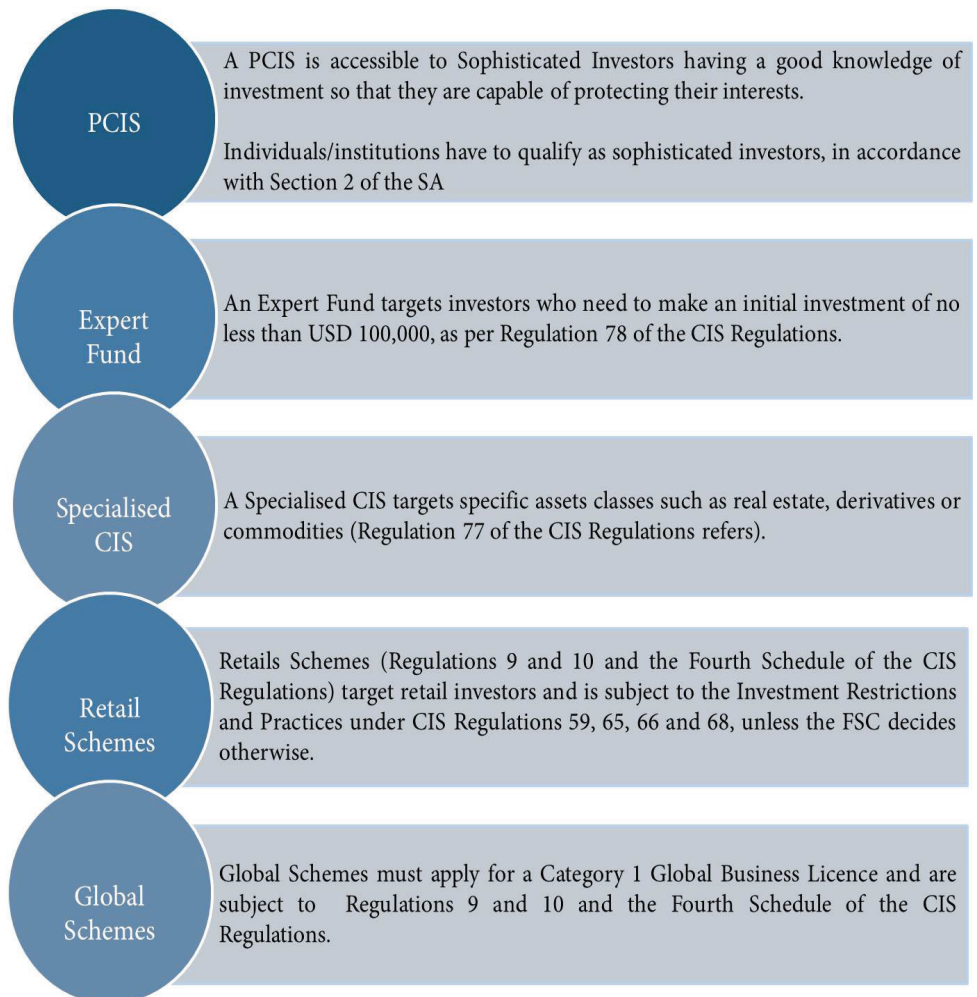 PCIS
A PCIS is accessible to Sophisticated Investors having a good knowledge of
investment so that they are capable of protecting their interests.
Individuals/institutions have to qualify as sophisticated investors, in accordance
with Section 2 of the SA
Expert
Fund
An Expert Fund targets investors who need to make an initial investment of no
less than USD 100,000, as per Regulation 78 of the CIS Regulations.
Specialised
CIS
A Specialised CIS targets specific assets classes such as real estate, derivatives or
commodities (Regulation 77 of the CIS Regulations refers).
Retail
Schemes
Retails Schemes (Regulations 9 and 10 and the Fourth Schedule of the CIS
Regulations) target retail investors and is subject to the Investment Restrictions
and Practices under CIS Regulations 59, 65, 66 and 68, unless the FSC decides
otherwise.
Global
Schemes
Global Schemes must apply for a Category 1 Global Business Licence and are
subject to Regulations 9 and 10 and the Fourth Schedule of the CIS
Regulations.